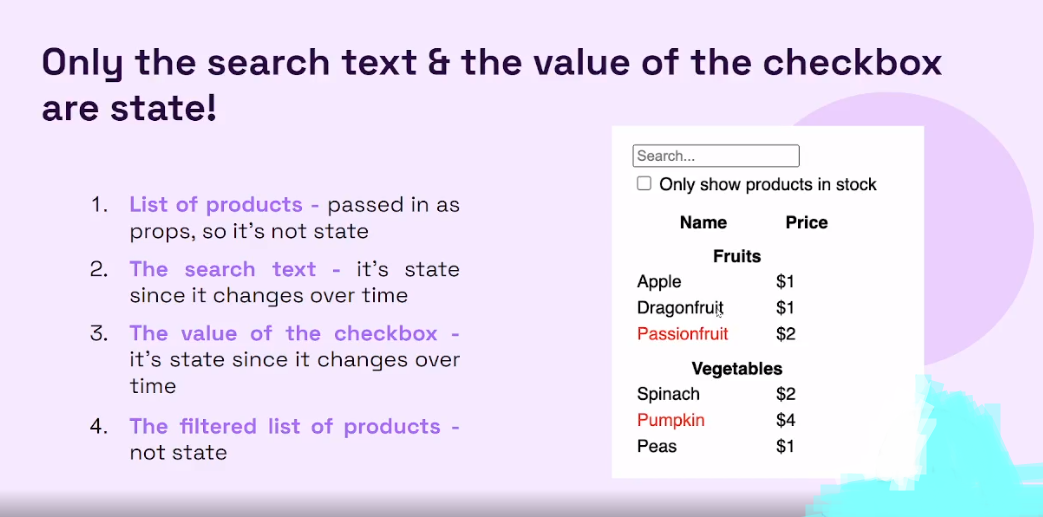 Only the search text & the value of the checkbox
are state!
1. List of products - passed in as
props, so it's not state
2. The search text - it's state
since it changes over time
3. The value of the checkbox -
it's state since it changes over
time
4. The filtered list of products -
not state
Search...
Only show products in stock
Name Price
Fruits
Apple $1
Dragonfruit $1
Passionfruit $2
Vegetables
Spinach $2
Pumpkin $4
Peas $1